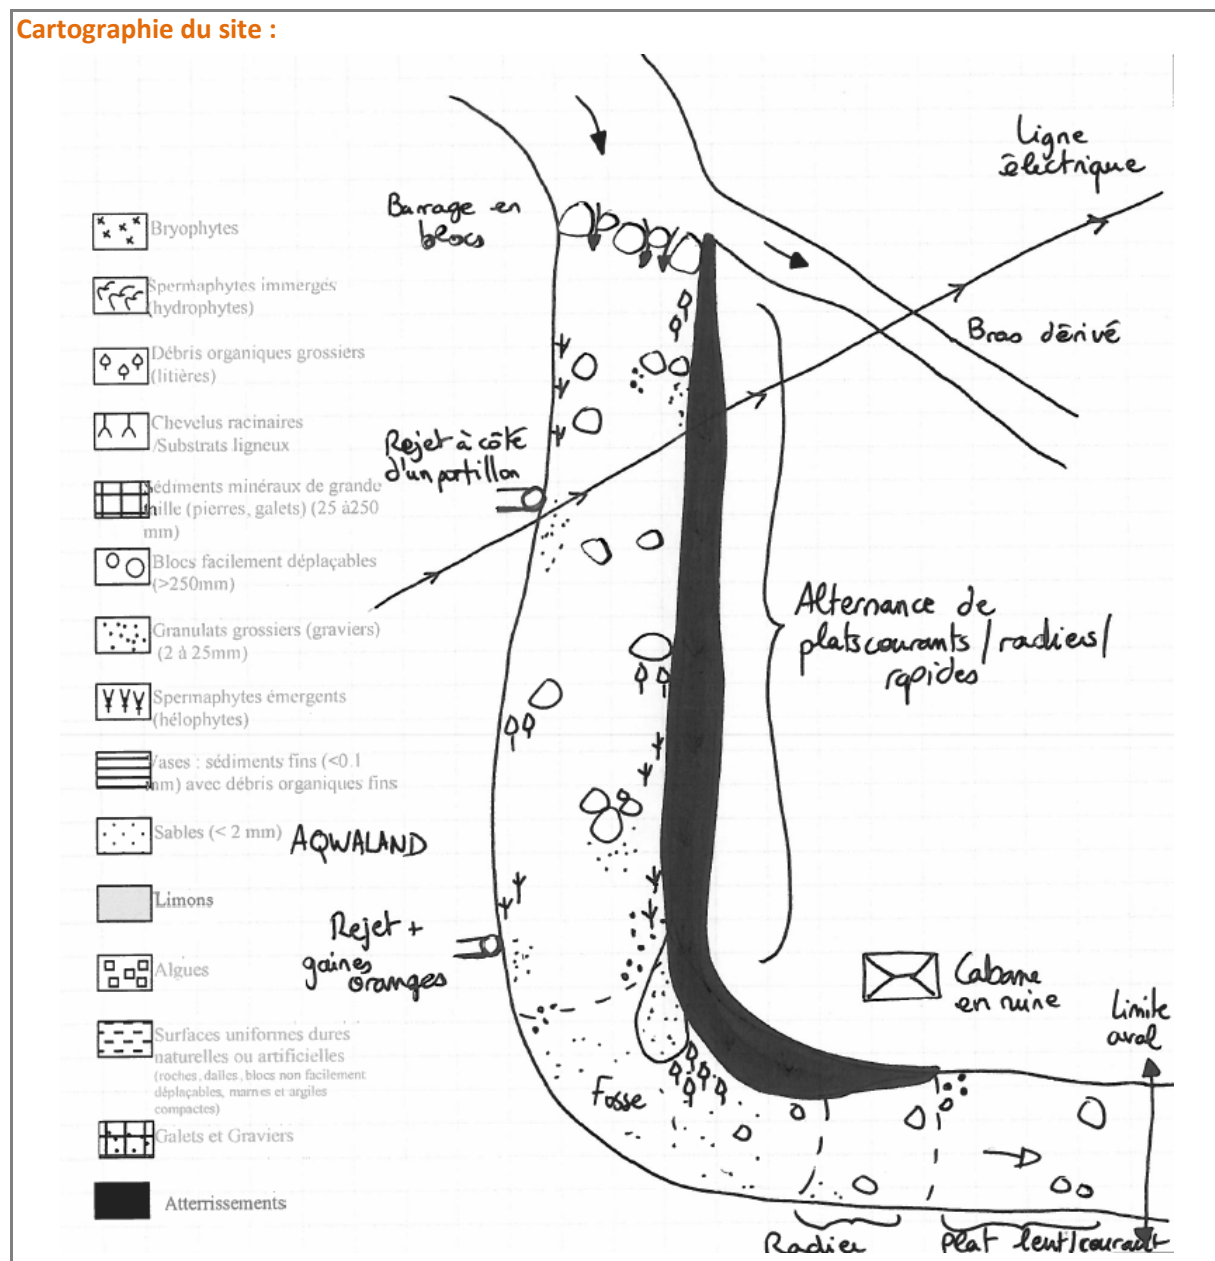 Cartographie du site :
Ligne
électrique
Barrage en
blocs
Bras dérivé
Rejet à côté
d'un portillon
Alternance de
plats courants / radiers /
rapides
AQWALAND
Rejet +
gaines
oranges
Cabane
en ruine
Limite
aval
Fosse
Radier
Plat lent/courant
Bryophytes
Spermaphytes immergés
(hydrophytes)
Débris organiques grossiers
(litières)
Chevelus racinaires
/Substrats ligneux
Sédiments minéraux de grande
taille (pierres, galets) (25 à250
mm)
Blocs facilement déplaçables
(>250mm)
Granulats grossiers (graviers)
(2 à 25mm)
Spermaphytes émergents
(hélophytes)
Vases : sédiments fins (<0.1
mm) avec débris organiques fins
Sables (< 2 mm)
Limons
Algues
Surfaces uniformes dures
naturelles ou artificielles
(roches, dalles, blocs non facilement
déplaçables, marnes et argiles
compactes)
Galets et Graviers
Atterrissements